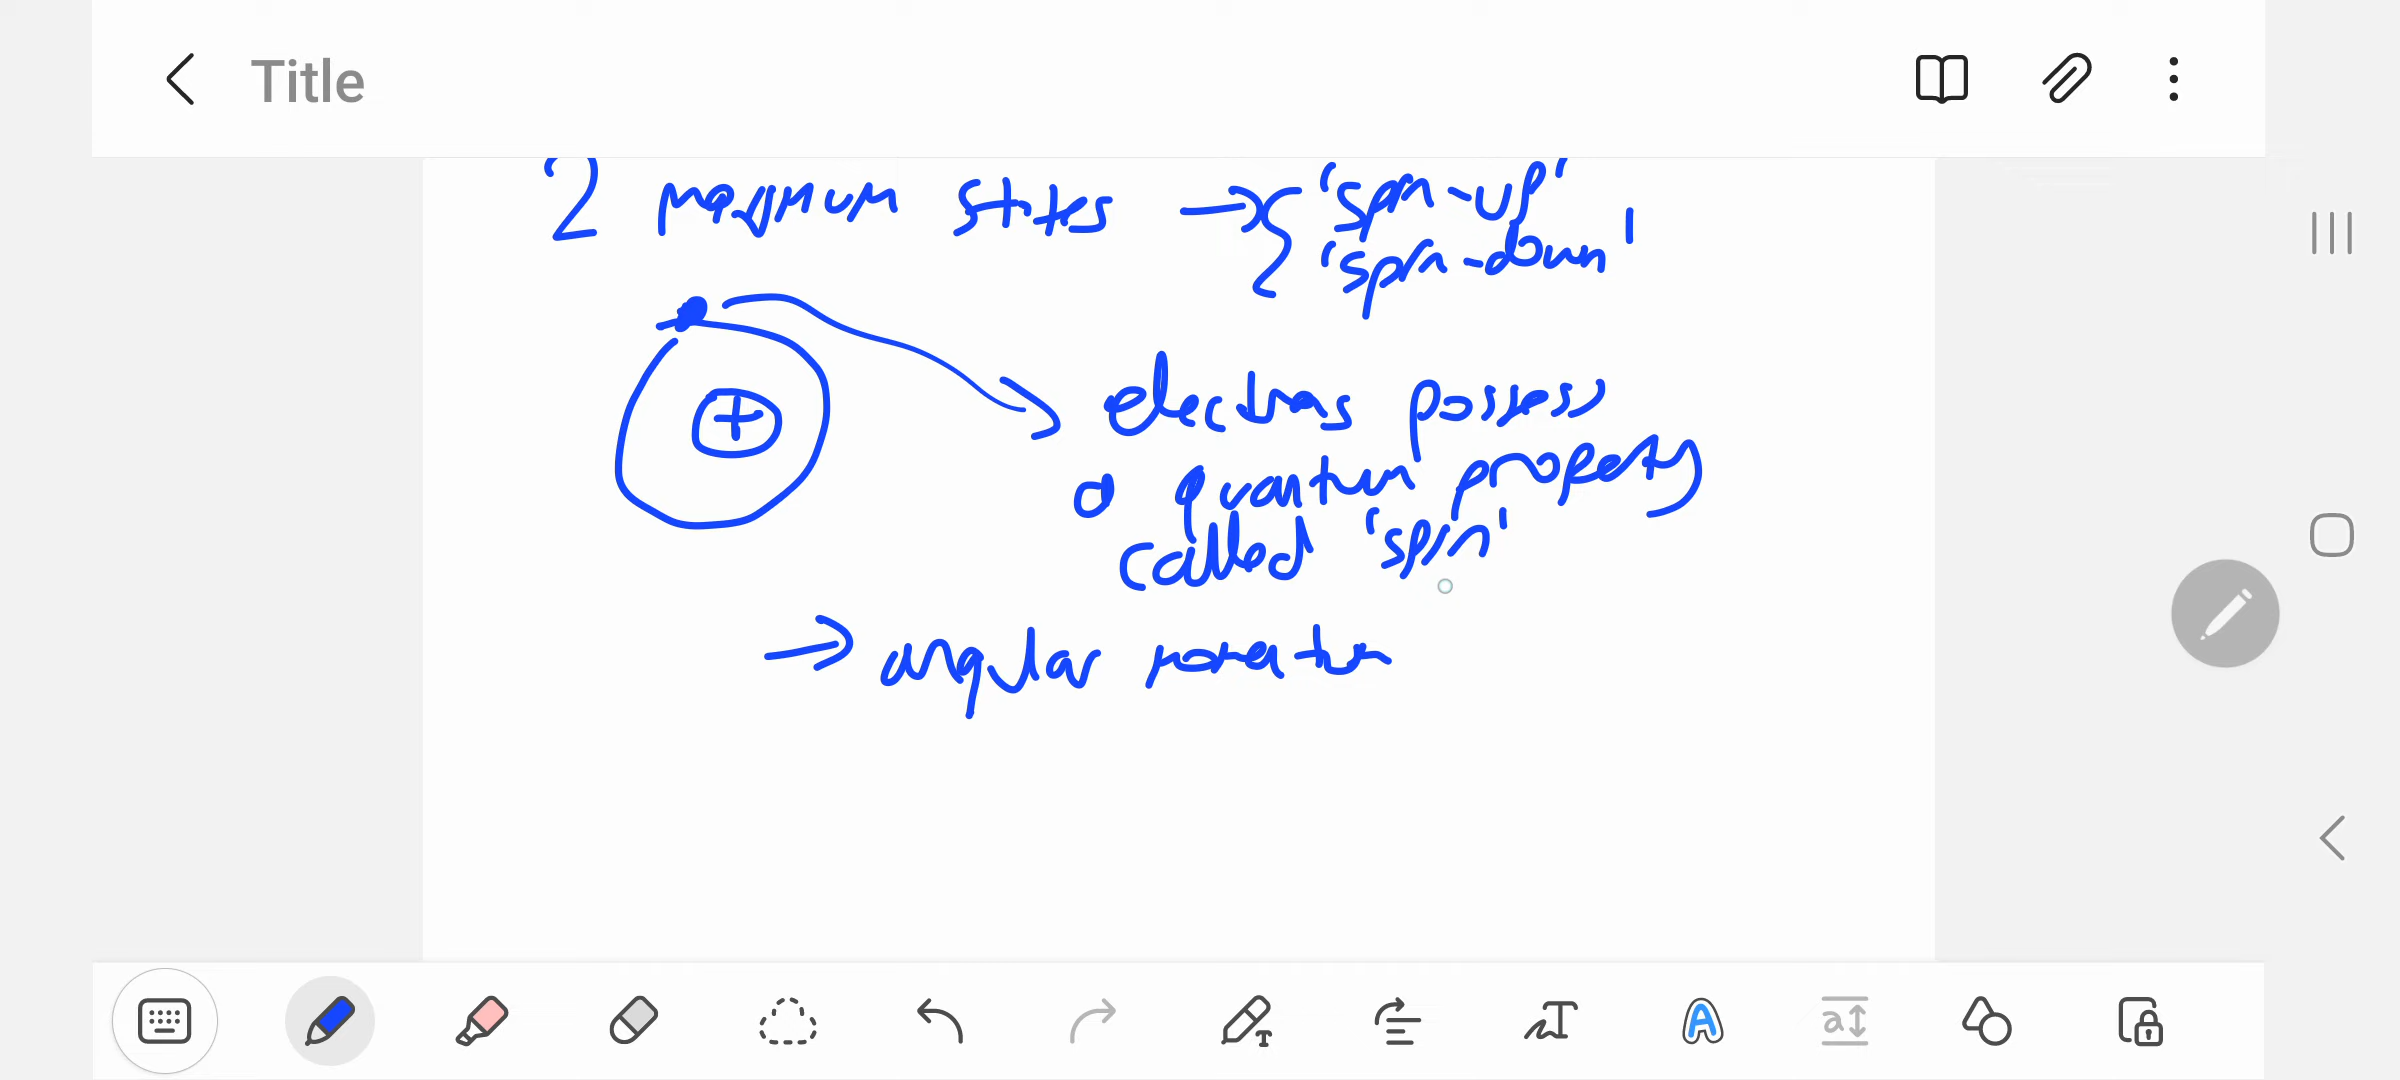 Title
2 maximum states → { 'spin-up'
'spin-down'
+
electrons possess
a quantum property
called 'spin'
→ angular momentum